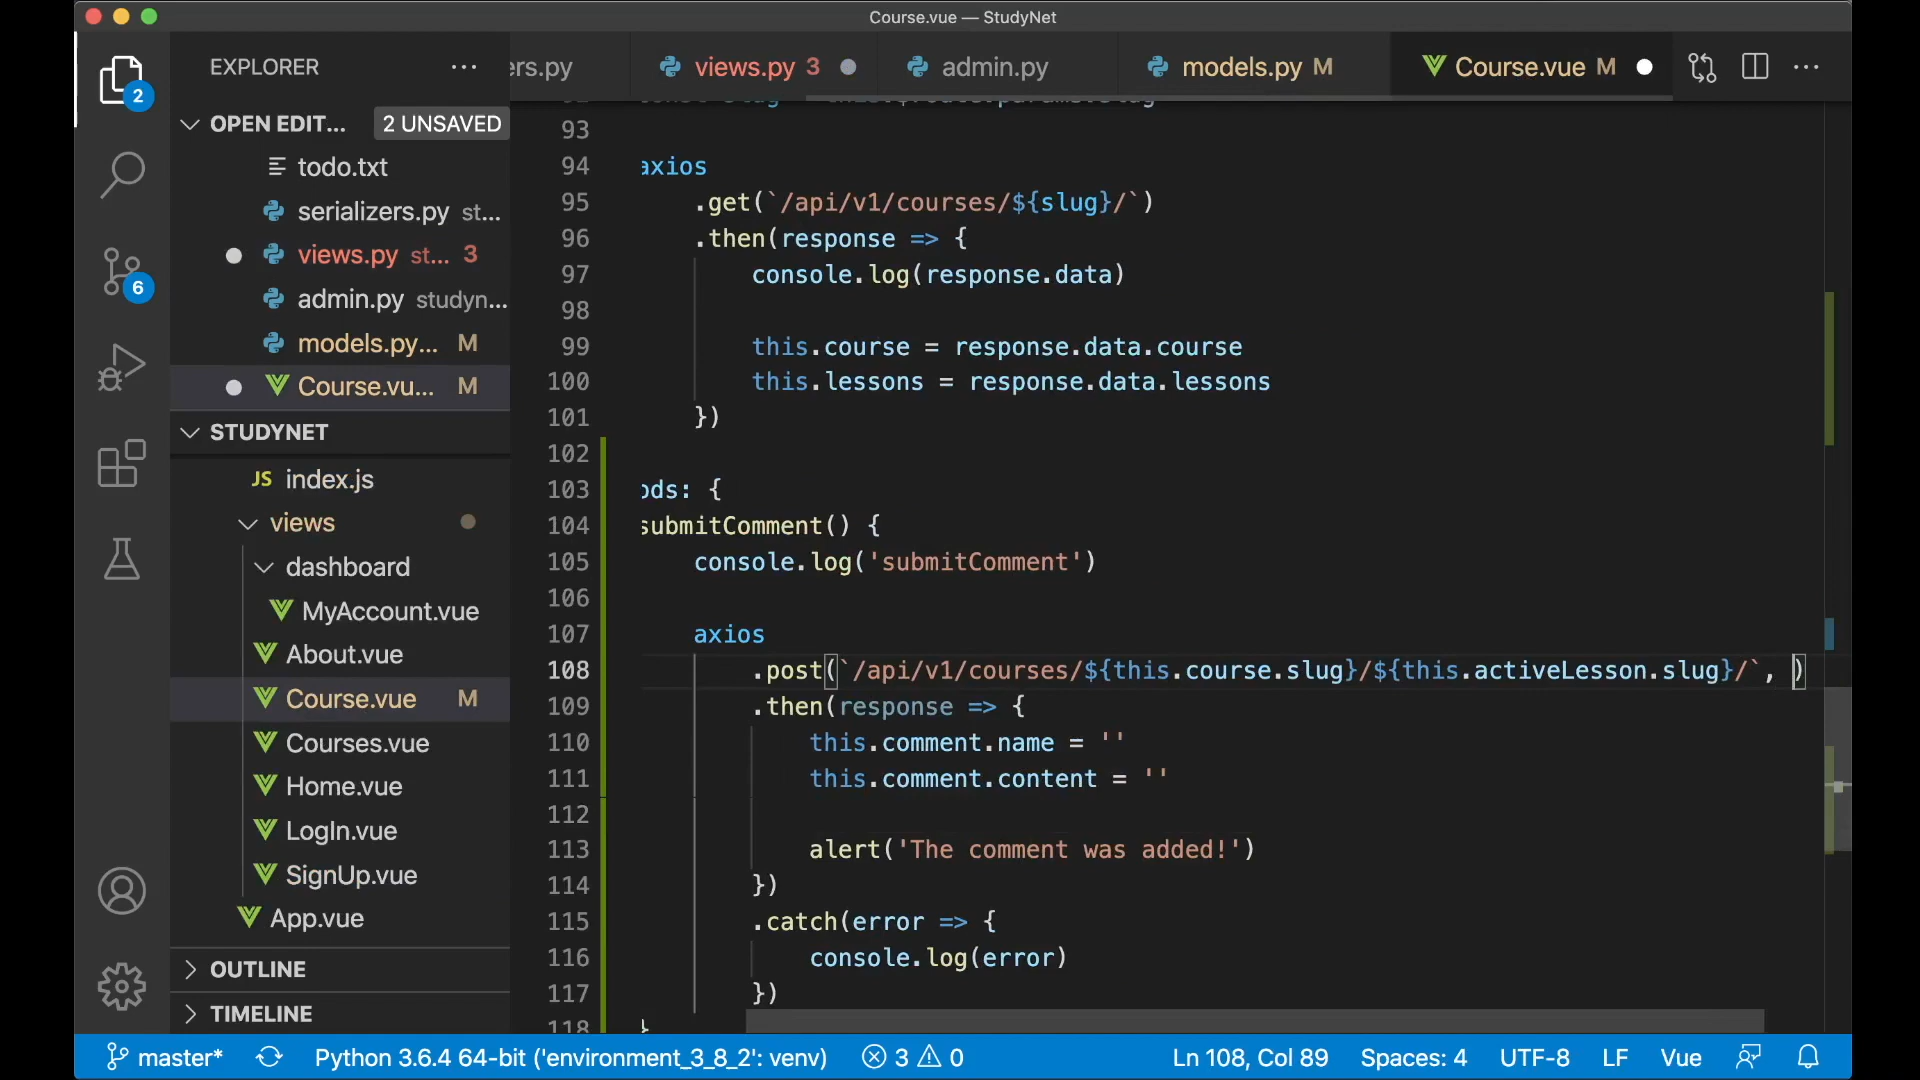 Course.vue — StudyNet
EXPLORER
ers.py
views.py 3
admin.py
models.py M
Course.vue M
2
OPEN EDIT...
2 UNSAVED
todo.txt
serializers.py st...
views.py st... 3
admin.py studyn...
models.py... M
Course.vu... M
6
STUDYNET
JS index.js
views
dashboard
MyAccount.vue
About.vue
Course.vue M
Courses.vue
Home.vue
LogIn.vue
SignUp.vue
App.vue
OUTLINE
TIMELINE
93
94 axios
95 .get(`/api/v1/courses/${slug}/`)
96 .then(response => {
97 console.log(response.data)
98
99 this.course = response.data.course
100 this.lessons = response.data.lessons
101 })
102
103 ods: {
104 submitComment() {
105 console.log('submitComment')
106
107 axios
108 .post(`/api/v1/courses/${this.course.slug}/${this.activeLesson.slug}/`, )
109 .then(response => {
110 this.comment.name = ''
111 this.comment.content = ''
112
113 alert('The comment was added!')
114 })
115 .catch(error => {
116 console.log(error)
117 })
118 }
master* Python 3.6.4 64-bit ('environment_3_8_2': venv) 3 0 Ln 108, Col 89 Spaces: 4 UTF-8 LF Vue